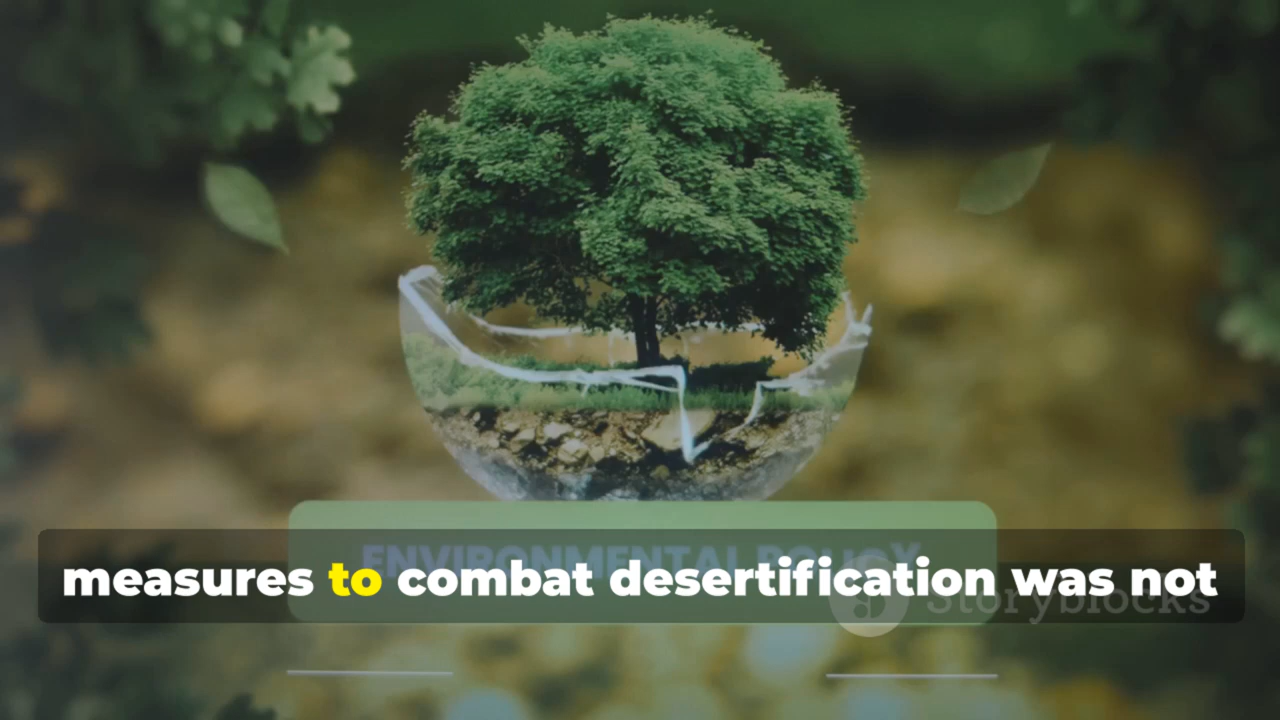 ENVIRONMENTAL POLICY
measures to combat desertification was not
Storyblocks